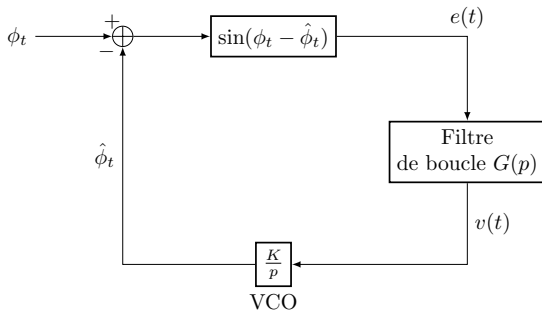 e(t)
+
ϕ_t
sin(ϕ_t − ϕ̂_t)
−
Filtre
de boucle G(p)
ϕ̂_t
v(t)
K/p
VCO